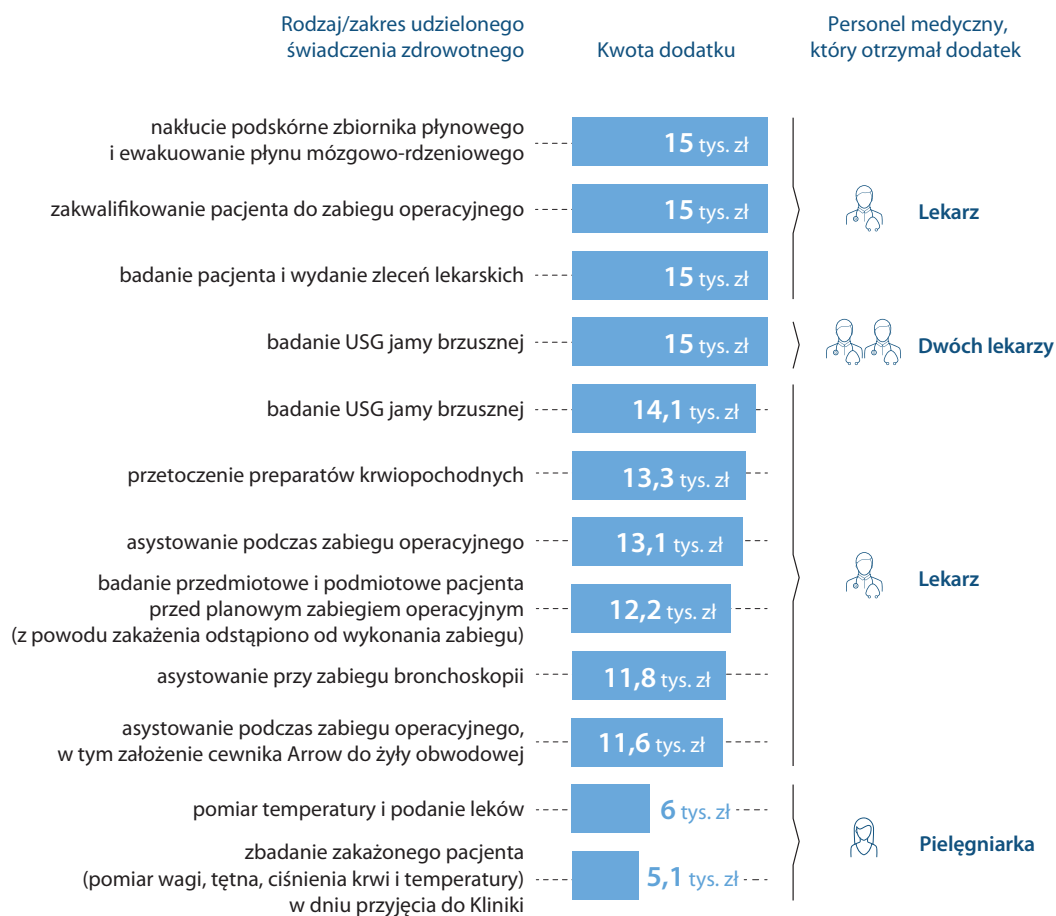 Rodzaj/zakres udzielonego
świadczenia zdrowotnego
Kwota dodatku
Personel medyczny,
który otrzymał dodatek
nakłucie podskórne zbiornika płynowego
i ewakuowanie płynu mózgowo-rdzeniowego
15 tys. zł
zakwalifikowanie pacjenta do zabiegu operacyjnego
15 tys. zł
Lekarz
badanie pacjenta i wydanie zleceń lekarskich
15 tys. zł
badanie USG jamy brzusznej
15 tys. zł
Dwóch lekarzy
badanie USG jamy brzusznej
14,1 tys. zł
przetoczenie preparatów krwiopochodnych
13,3 tys. zł
asystowanie podczas zabiegu operacyjnego
13,1 tys. zł
badanie przedmiotowe i podmiotowe pacjenta
przed planowym zabiegiem operacyjnym
(z powodu zakażenia odstąpiono od wykonania zabiegu)
12,2 tys. zł
Lekarz
asystowanie przy zabiegu bronchoskopii
11,8 tys. zł
asystowanie podczas zabiegu operacyjnego,
w tym założenie cewnika Arrow do żyły obwodowej
11,6 tys. zł
pomiar temperatury i podanie leków
6 tys. zł
Pielęgniarka
zbadanie zakażonego pacjenta
(pomiar wagi, tętna, ciśnienia krwi i temperatury)
w dniu przyjęcia do Kliniki
5,1 tys. zł